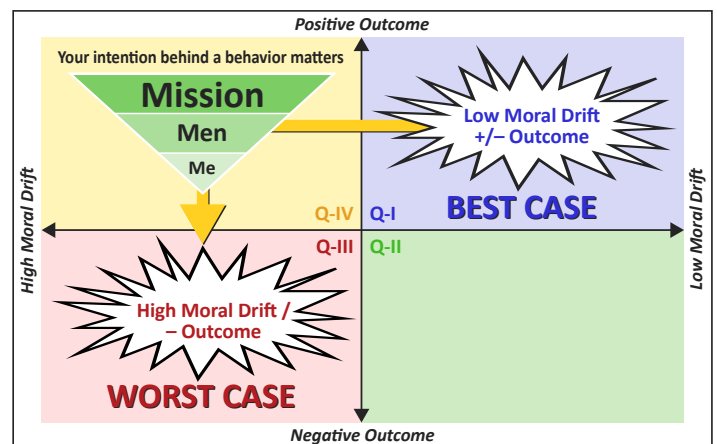 Positive Outcome
Your intention behind a behavior matters
Mission
Men
Me
Low Moral Drift
+/– Outcome
BEST CASE
Q-IV
Q-I
High Moral Drift
Low Moral Drift
Q-III
Q-II
High Moral Drift /
– Outcome
WORST CASE
Negative Outcome